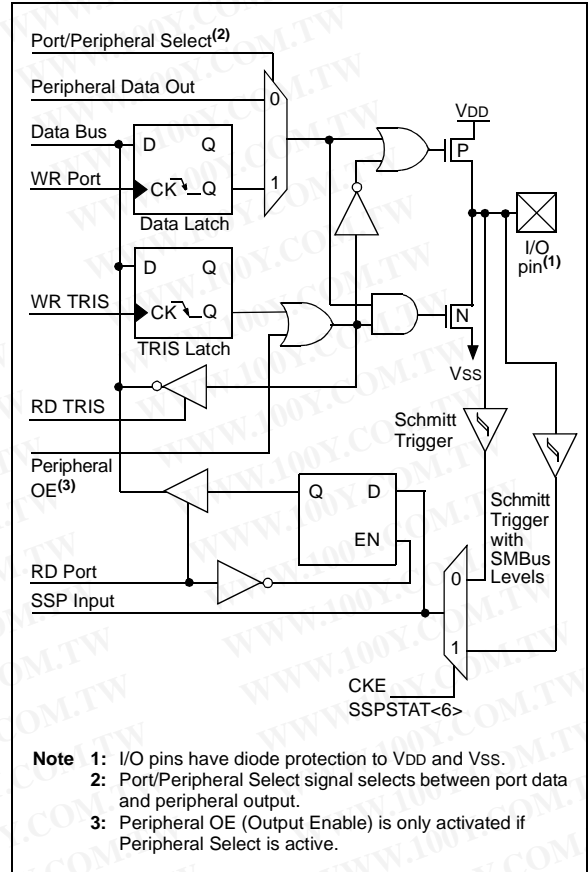 Port/Peripheral Select(2)
Peripheral Data Out
Data Bus
WR Port
D Q
CK Q
Data Latch
0
1
VDD
P
I/O
pin(1)
WR TRIS
D Q
CK Q
TRIS Latch
N
VSS
RD TRIS
Peripheral
OE(3)
Schmitt
Trigger
Schmitt
Trigger
with
SMBus
Levels
Q D
EN
RD Port
SSP Input
0
1
CKE
SSPSTAT<6>
Note 1: I/O pins have diode protection to VDD and VSS.
2: Port/Peripheral Select signal selects between port data
and peripheral output.
3: Peripheral OE (Output Enable) is only activated if
Peripheral Select is active.
WWW.100Y.COM.TW